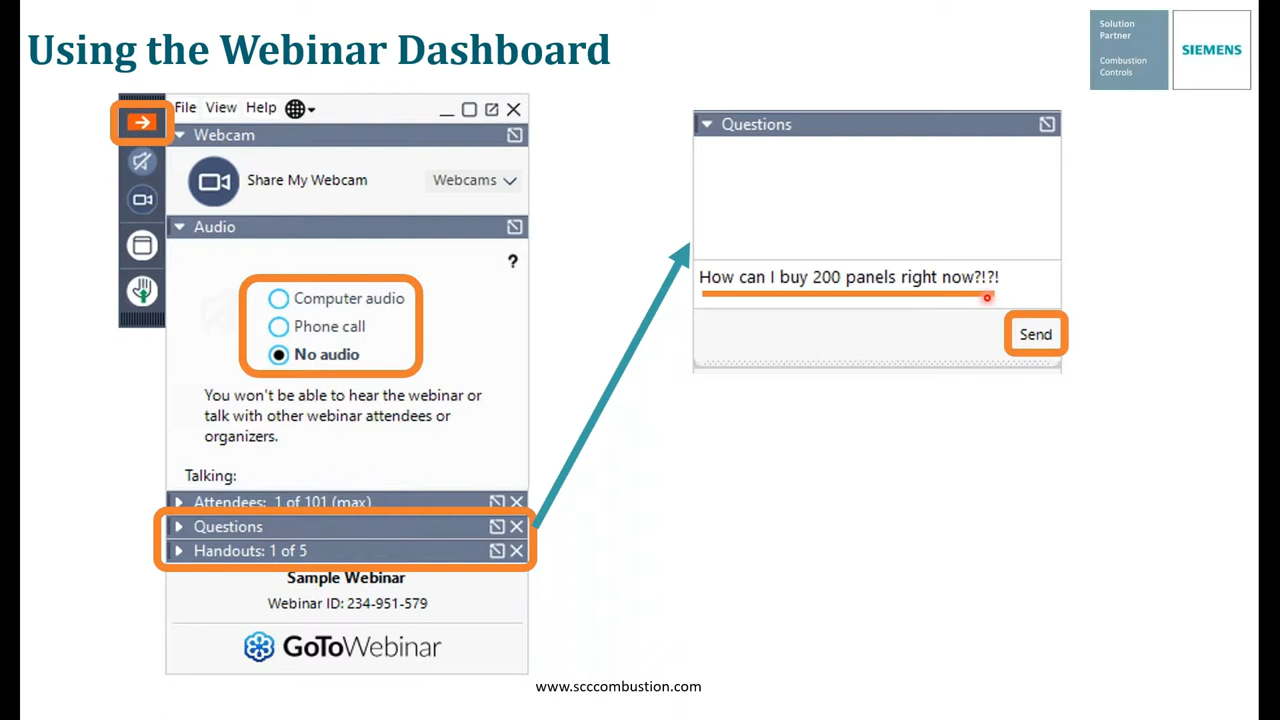 Using the Webinar Dashboard
Solution
Partner
Combustion
Controls
SIEMENS
File View Help
Webcam
Share My Webcam
Webcams
Audio
?
Computer audio
Phone call
No audio
You won't be able to hear the webinar or
talk with other webinar attendees or
organizers.
Talking:
Attendees: 1 of 101 (max)
Questions
Handouts: 1 of 5
Sample Webinar
Webinar ID: 234-951-579
GoToWebinar
Questions
How can I buy 200 panels right now?!?!
Send
www.scccombustion.com